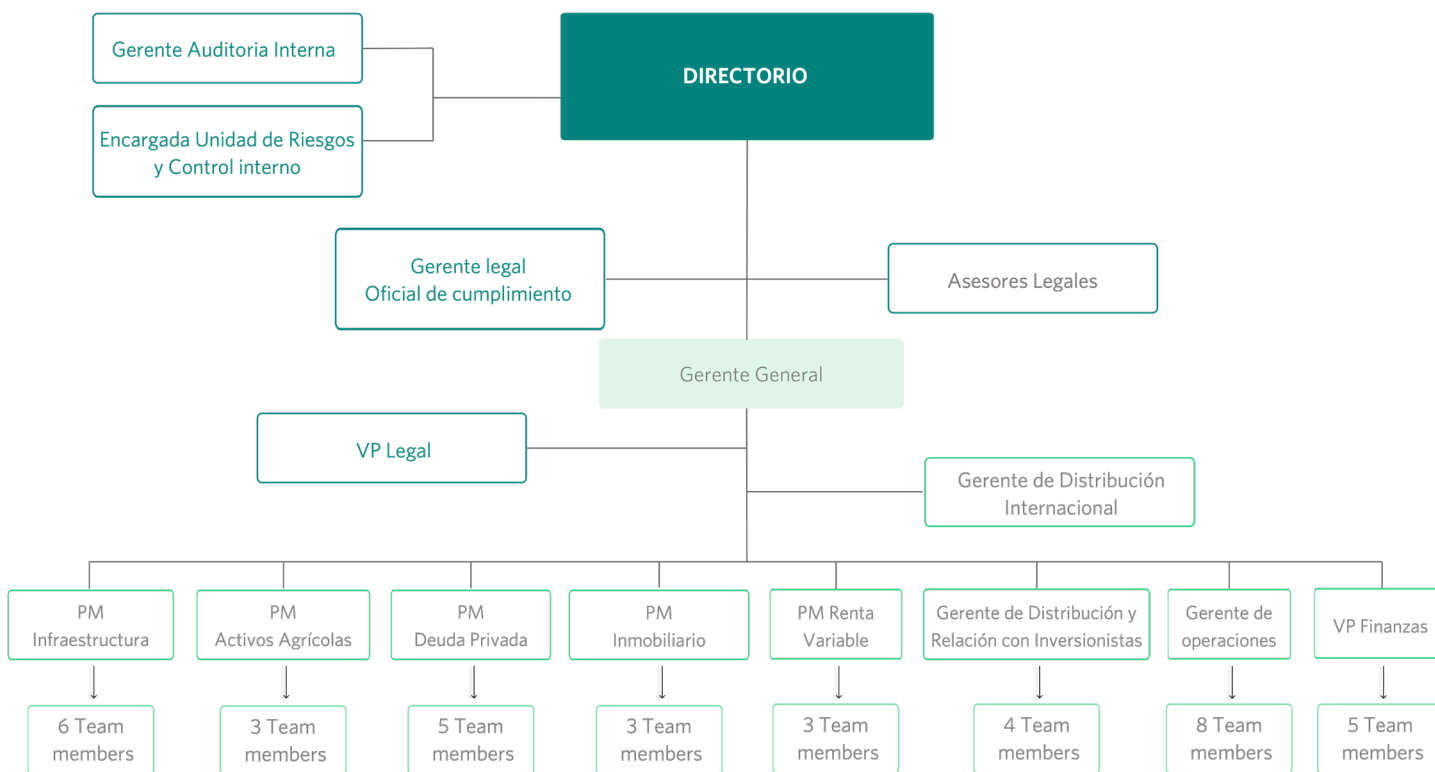 Gerente Auditoria Interna
DIRECTORIO
Encargada Unidad de Riesgos
y Control interno
Gerente legal
Oficial de cumplimiento
Asesores Legales
Gerente General
VP Legal
Gerente de Distribución
Internacional
PM
Infraestructura
PM
Activos Agrícolas
PM
Deuda Privada
PM
Inmobiliario
PM Renta
Variable
Gerente de Distribución y
Relación con Inversionistas
Gerente de
operaciones
VP Finanzas
6 Team
members
3 Team
members
5 Team
members
3 Team
members
3 Team
members
4 Team
members
8 Team
members
5 Team
members